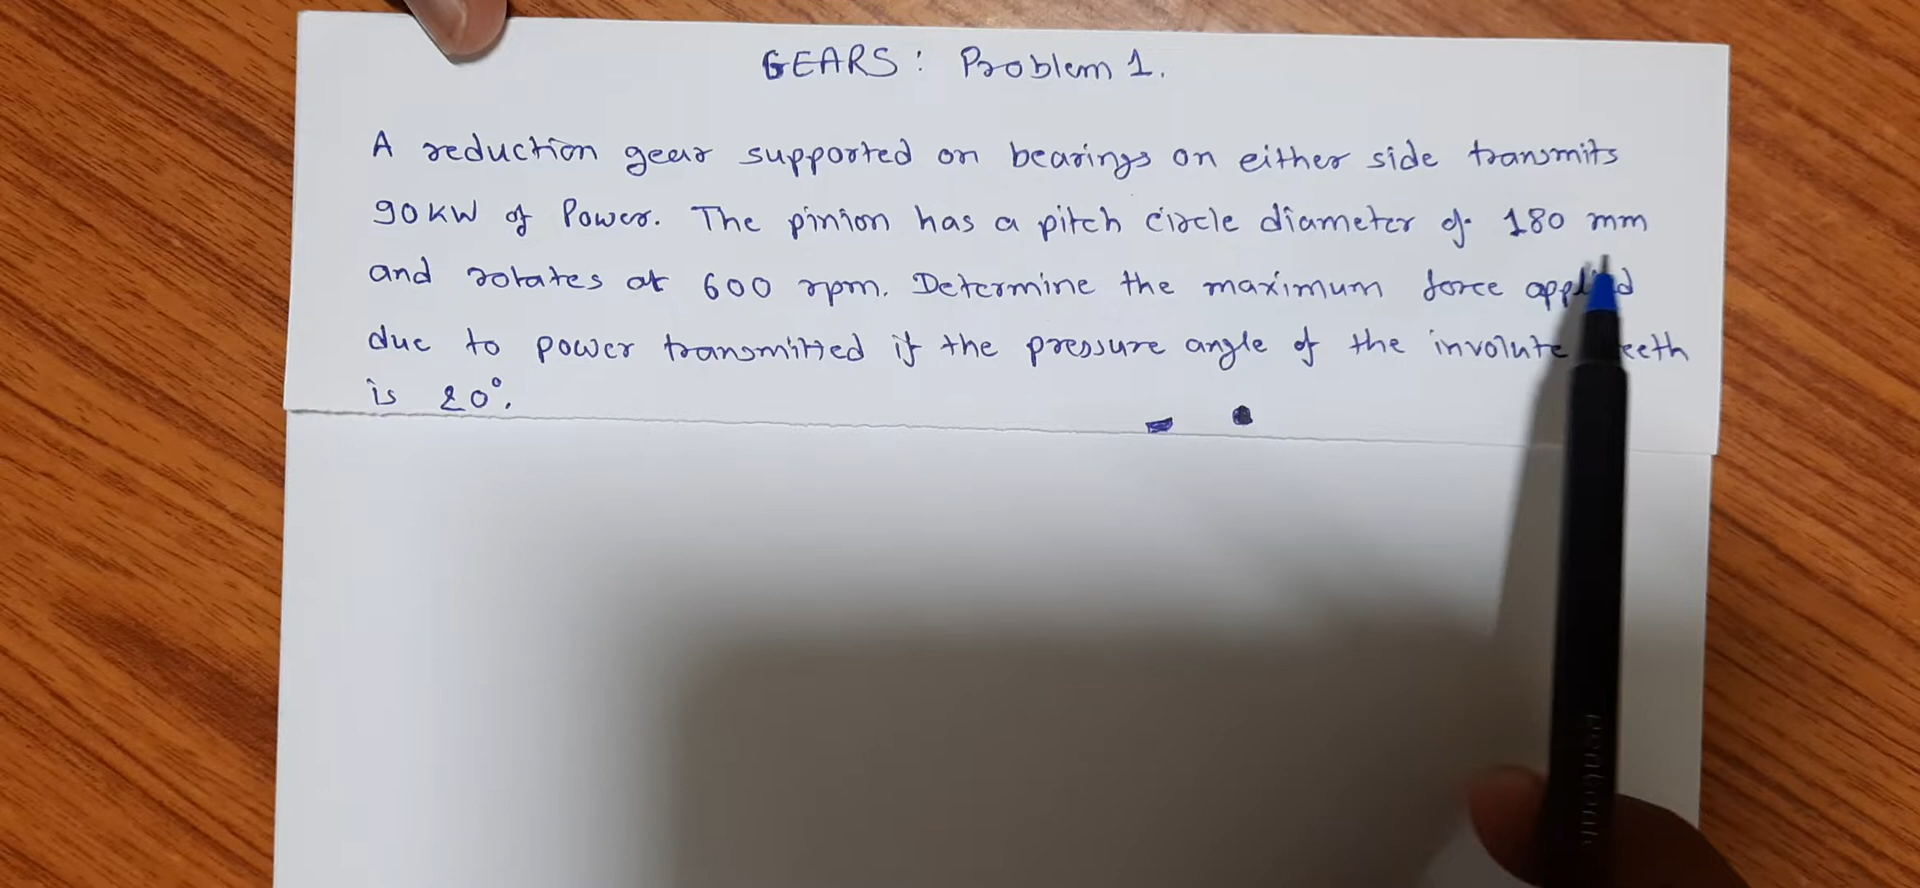 GEARS: Problem 1.
A reduction gear supported on bearings on either side transmits
90 KW of Power. The pinion has a pitch circle diameter of 180 mm
and rotates at 600 rpm. Determine the maximum force applied
due to power transmitted if the pressure angle of the involute teeth
is 20°.